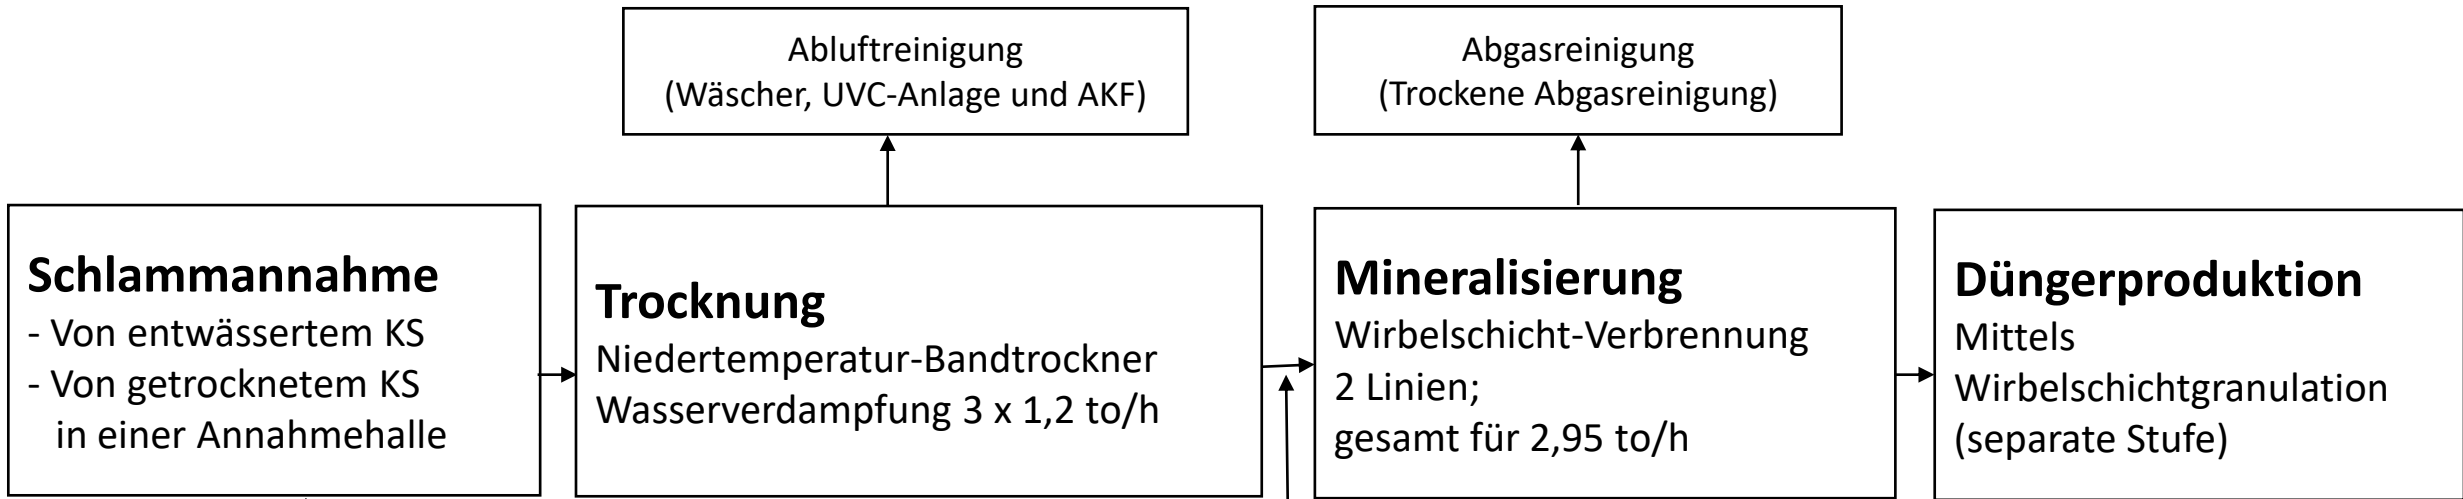 Abluftreinigung
(Wäscher, UVC-Anlage und AKF)
Abgasreinigung
(Trockene Abgasreinigung)
Schlammannahme
- Von entwässertem KS
- Von getrocknetem KS
in einer Annahmehalle
Trocknung
Niedertemperatur-Bandtrockner
Wasserverdampfung 3 x 1,2 to/h
Mineralisierung
Wirbelschicht-Verbrennung
2 Linien;
gesamt für 2,95 to/h
Düngerproduktion
Mittels
Wirbelschichtgranulation
(separate Stufe)